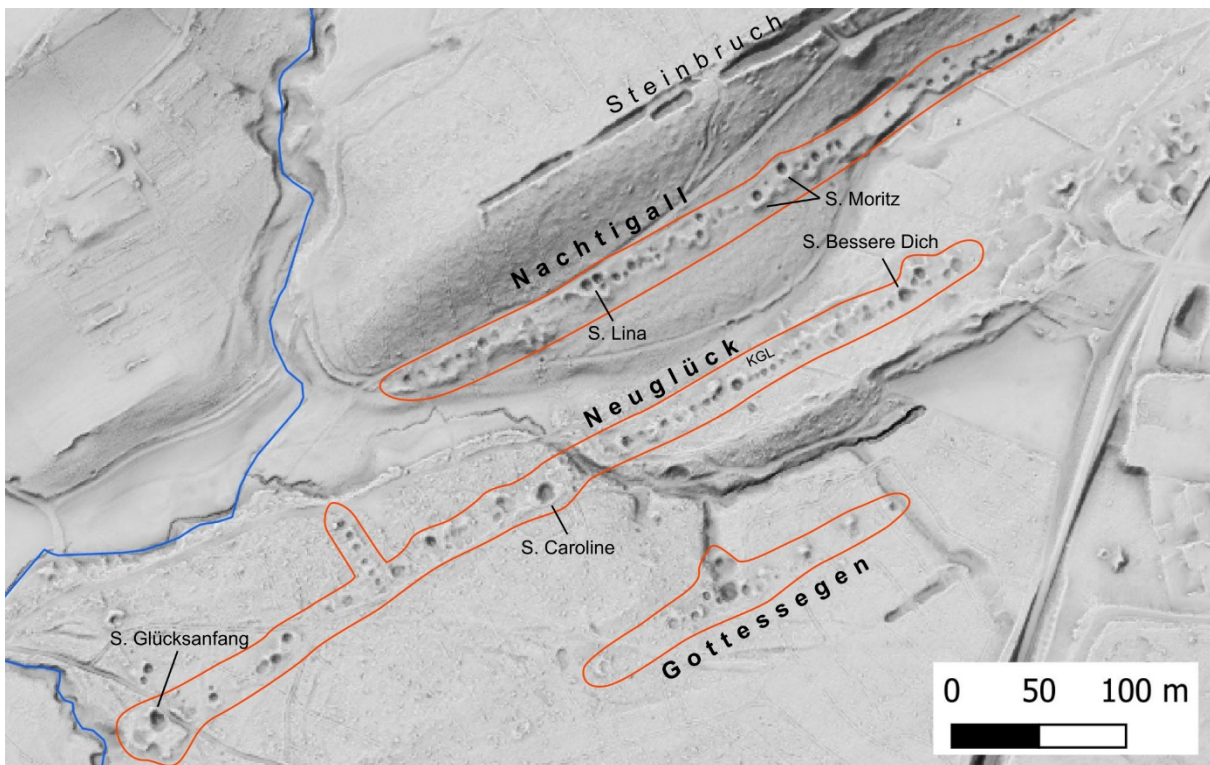 Steinbruch
Nachtigall
S. Moritz
S. Bessere Dich
S. Lina
Neuglück
KGL
S. Caroline
S. Glücksanfang
Gottessegen
0 50 100 m